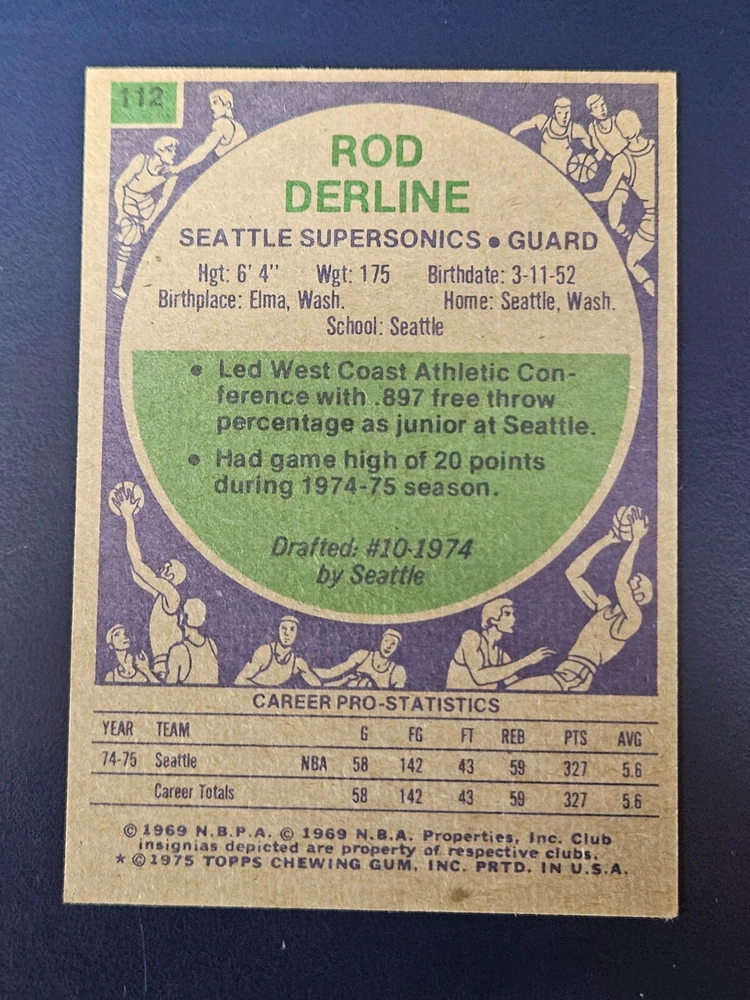 112
ROD
DERLINE
SEATTLE SUPERSONICS • GUARD
Hgt: 6' 4" Wgt: 175 Birthdate: 3-11-52
Birthplace: Elma, Wash. Home: Seattle, Wash.
School: Seattle
• Led West Coast Athletic Con-
ference with .897 free throw
percentage as junior at Seattle.
• Had game high of 20 points
during 1974-75 season.
Drafted: #10-1974
by Seattle
CAREER PRO-STATISTICS
YEAR TEAM G FG FT REB PTS AVG
74-75 Seattle NBA 58 142 43 59 327 5.6
Career Totals 58 142 43 59 327 5.6
© 1969 N.B.P.A. © 1969 N.B.A. Properties, Inc. Club
insignias depicted are property of respective clubs.
* © 1975 TOPPS CHEWING GUM, INC. PRTD. IN U.S.A.